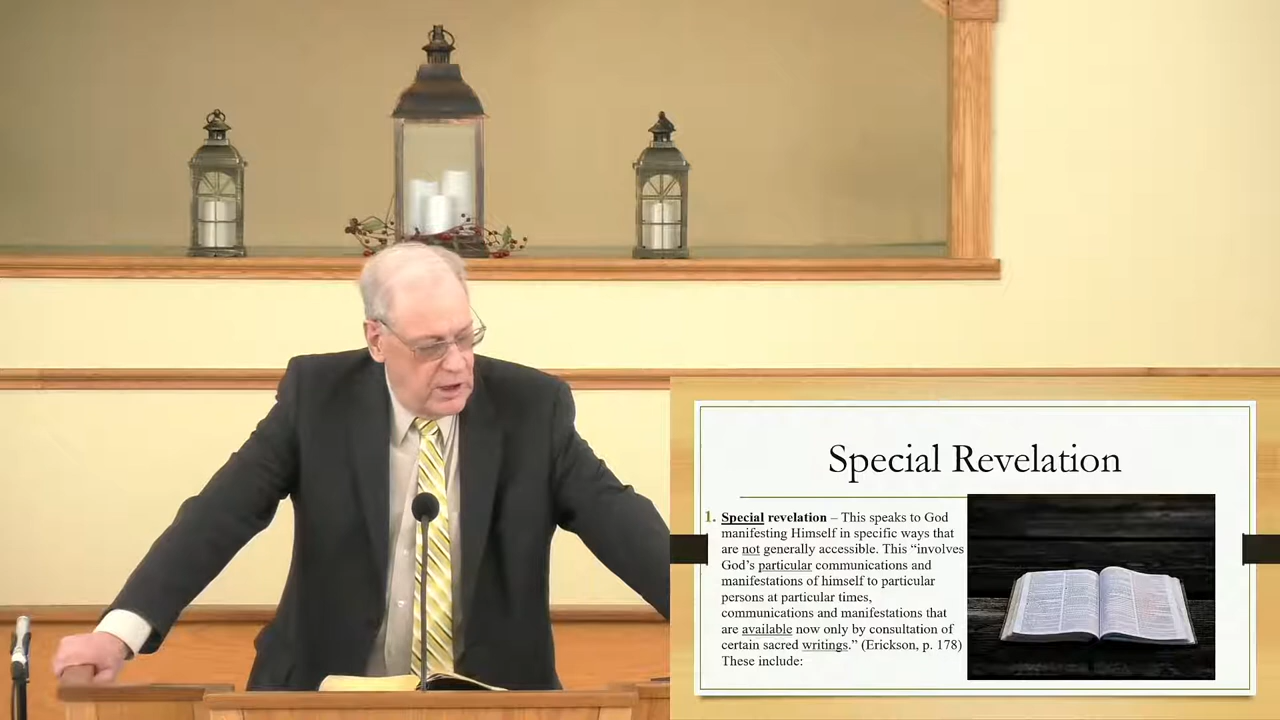 Special Revelation
1. Special revelation – This speaks to God
manifesting Himself in specific ways that
are not generally accessible. This “involves
God’s particular communications and
manifestations of himself to particular
persons at particular times,
communications and manifestations that
are available now only by consultation of
certain sacred writings.” (Erickson, p. 178)
These include: